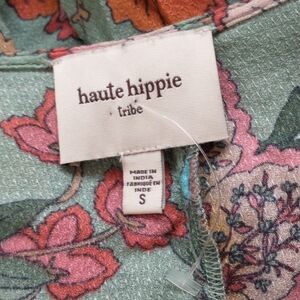 haute hippie
tribe
MADE IN
INDIA
FABRIQUÉ EN
INDE
S